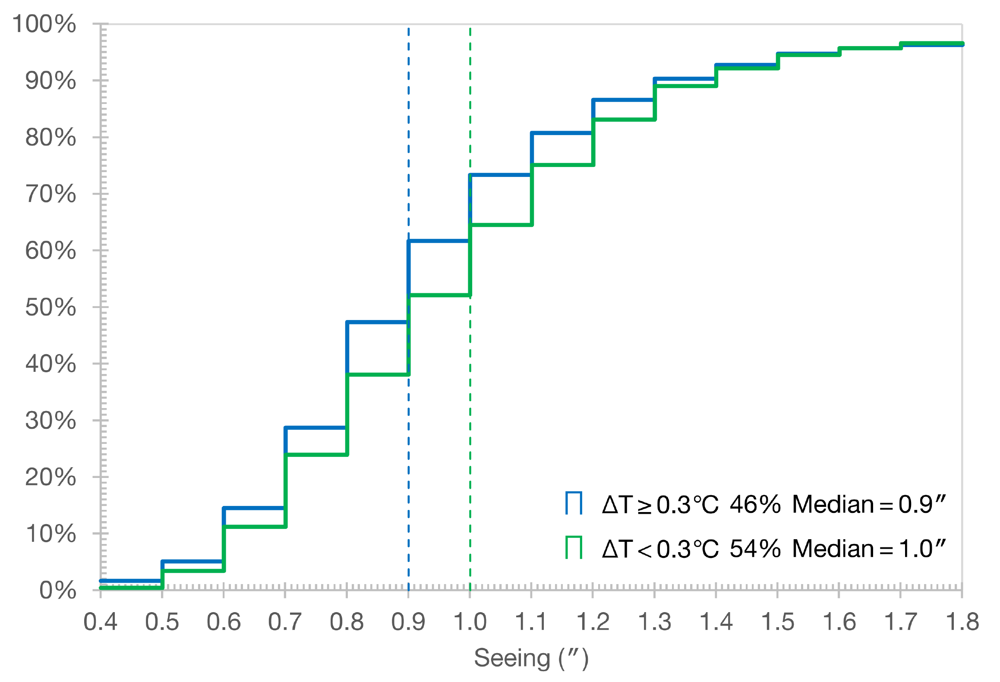 100%
90%
80%
70%
60%
50%
40%
30%
20%
10%
0%
ΔT ≥ 0.3°C 46% Median = 0.9″
ΔT < 0.3°C 54% Median = 1.0″
0.4 0.5 0.6 0.7 0.8 0.9 1.0 1.1 1.2 1.3 1.4 1.5 1.6 1.7 1.8
Seeing (″)